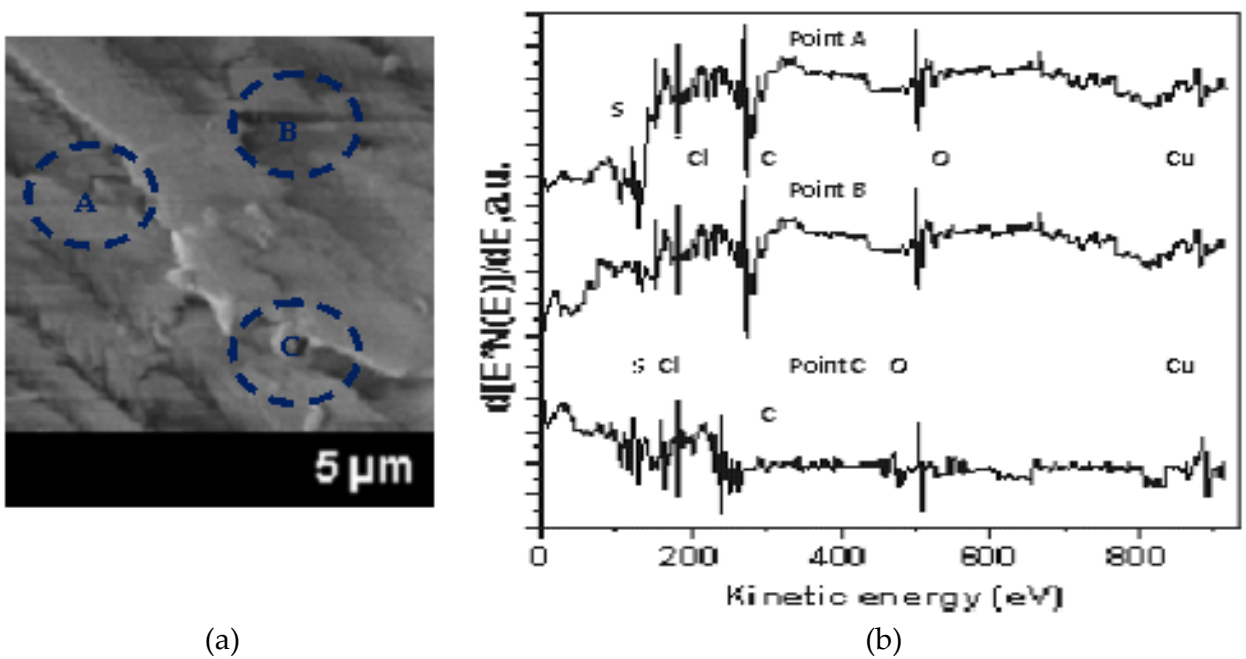 A
B
C
5 µm
(a)
d[E*N(E)]/dE,a.u.
Point A
S
Cl
C
O
Cu
Point B
S
Cl
Point C
O
Cu
C
0
200
400
600
800
Kinetic energy (eV)
(b)